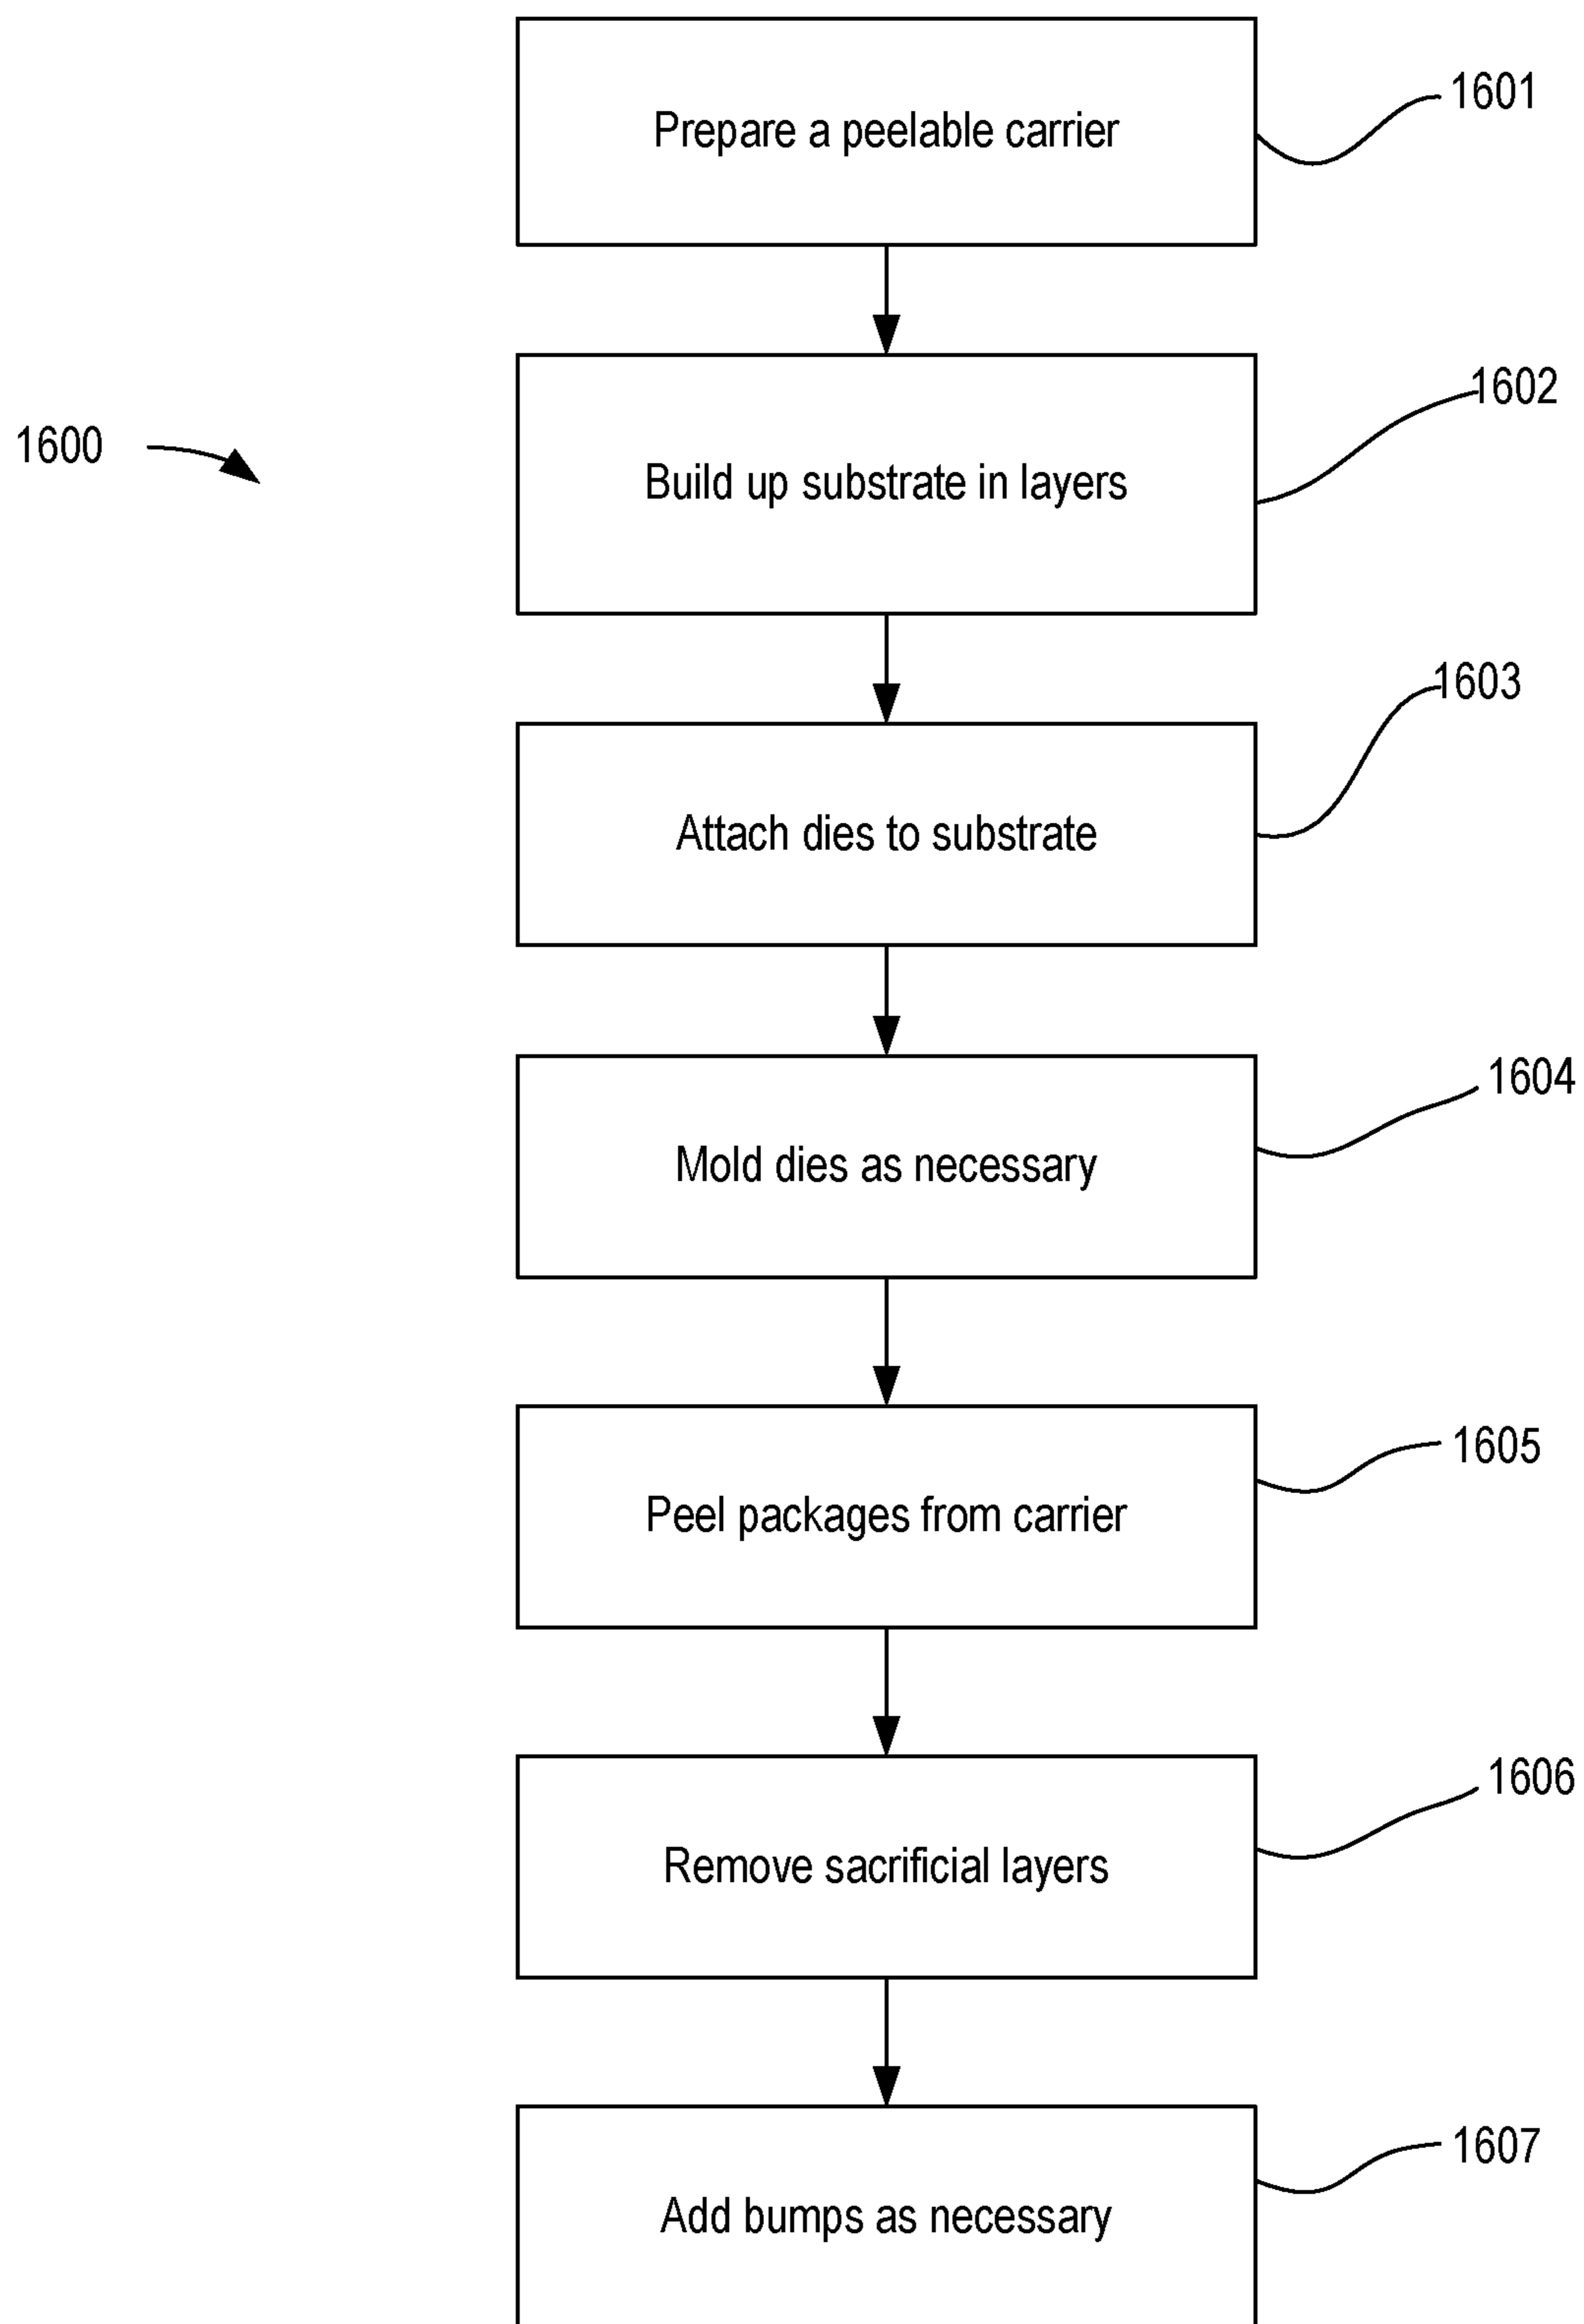 Prepare a peelable carrier
1601
1602
1600
Build up substrate in layers
1603
Attach dies to substrate
1604
Mold dies as necessary
1605
Peel packages from carrier
1606
Remove sacrificial layers
1607
Add bumps as necessary